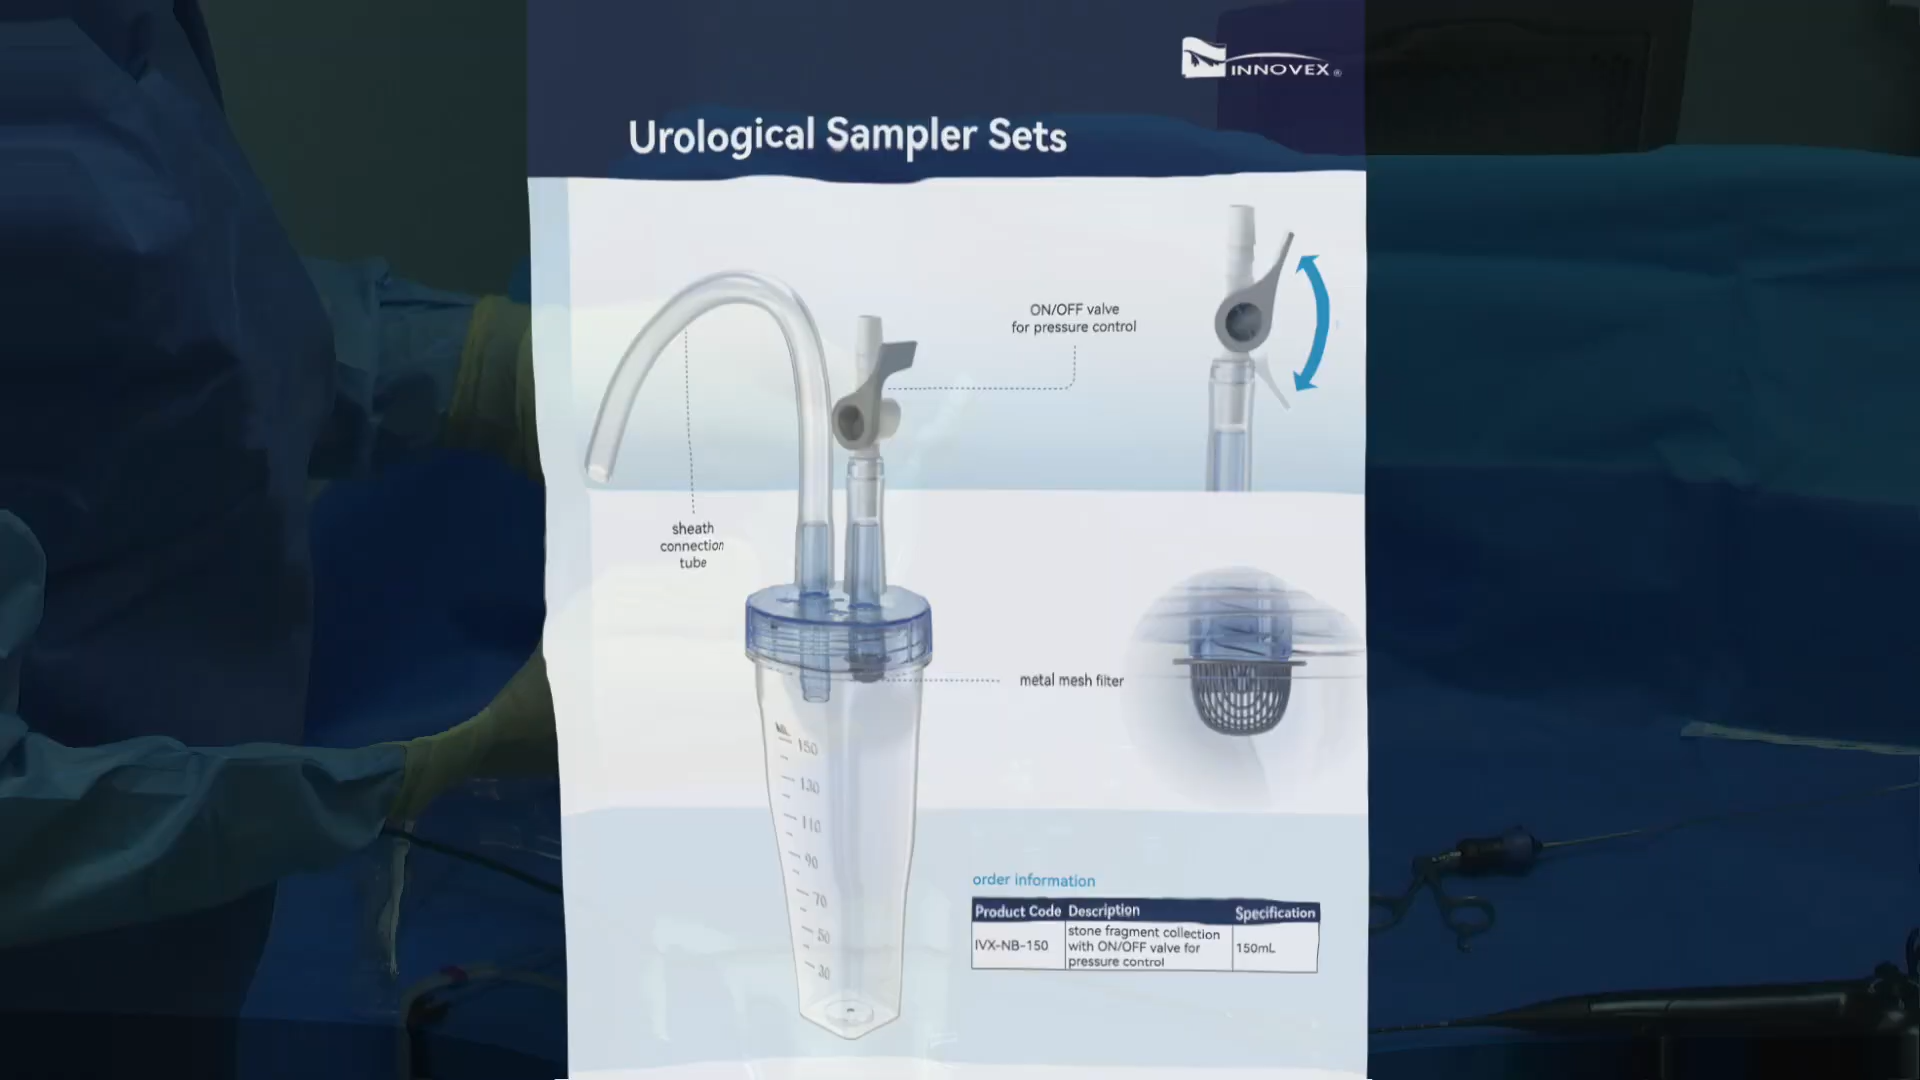 INNOVEX®
Urological Sampler Sets
ON/OFF valve
for pressure control
sheath
connection
tube
metal mesh filter
150
130
110
90
70
50
30
order information
Product Code Description Specification
IVX-NB-150
stone fragment collection
with ON/OFF valve for
pressure control
150mL